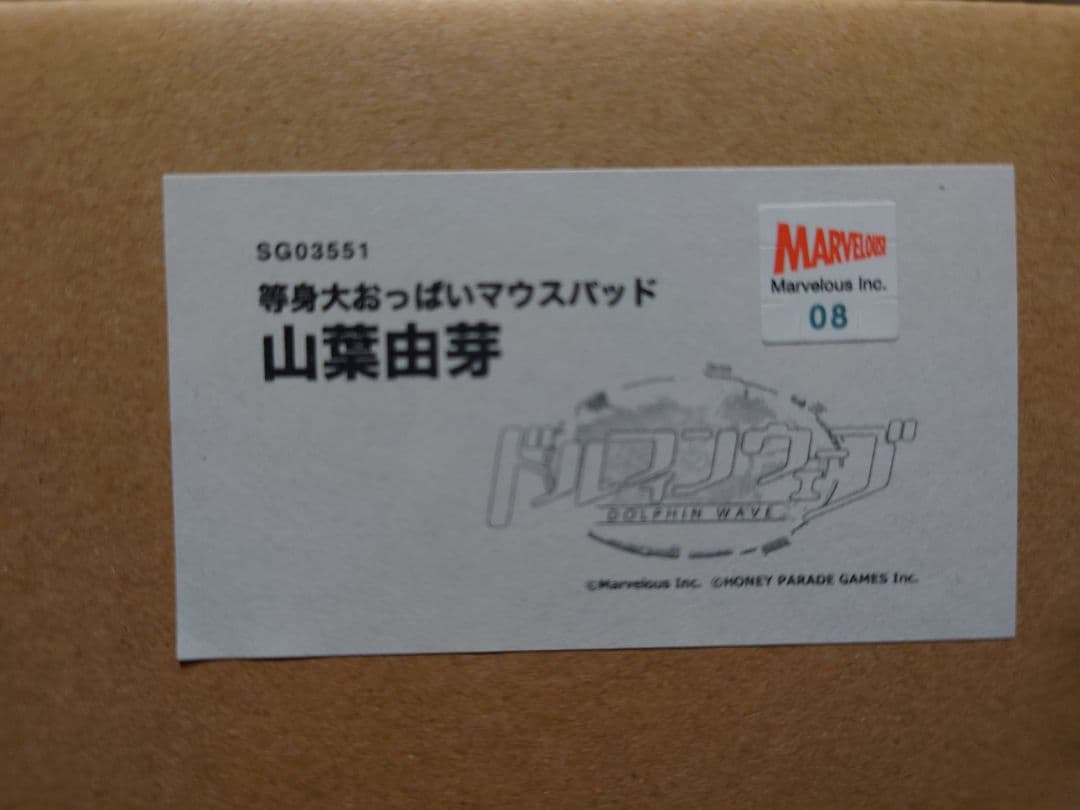 SG03551
等身大おっぱいマウスパッド
山葉由芽
MARVELOUS!
Marvelous Inc.
08
ドルフィンウェーブ
DOLPHIN WAVE
©Marvelous Inc. ©HONEY PARADE GAMES Inc.